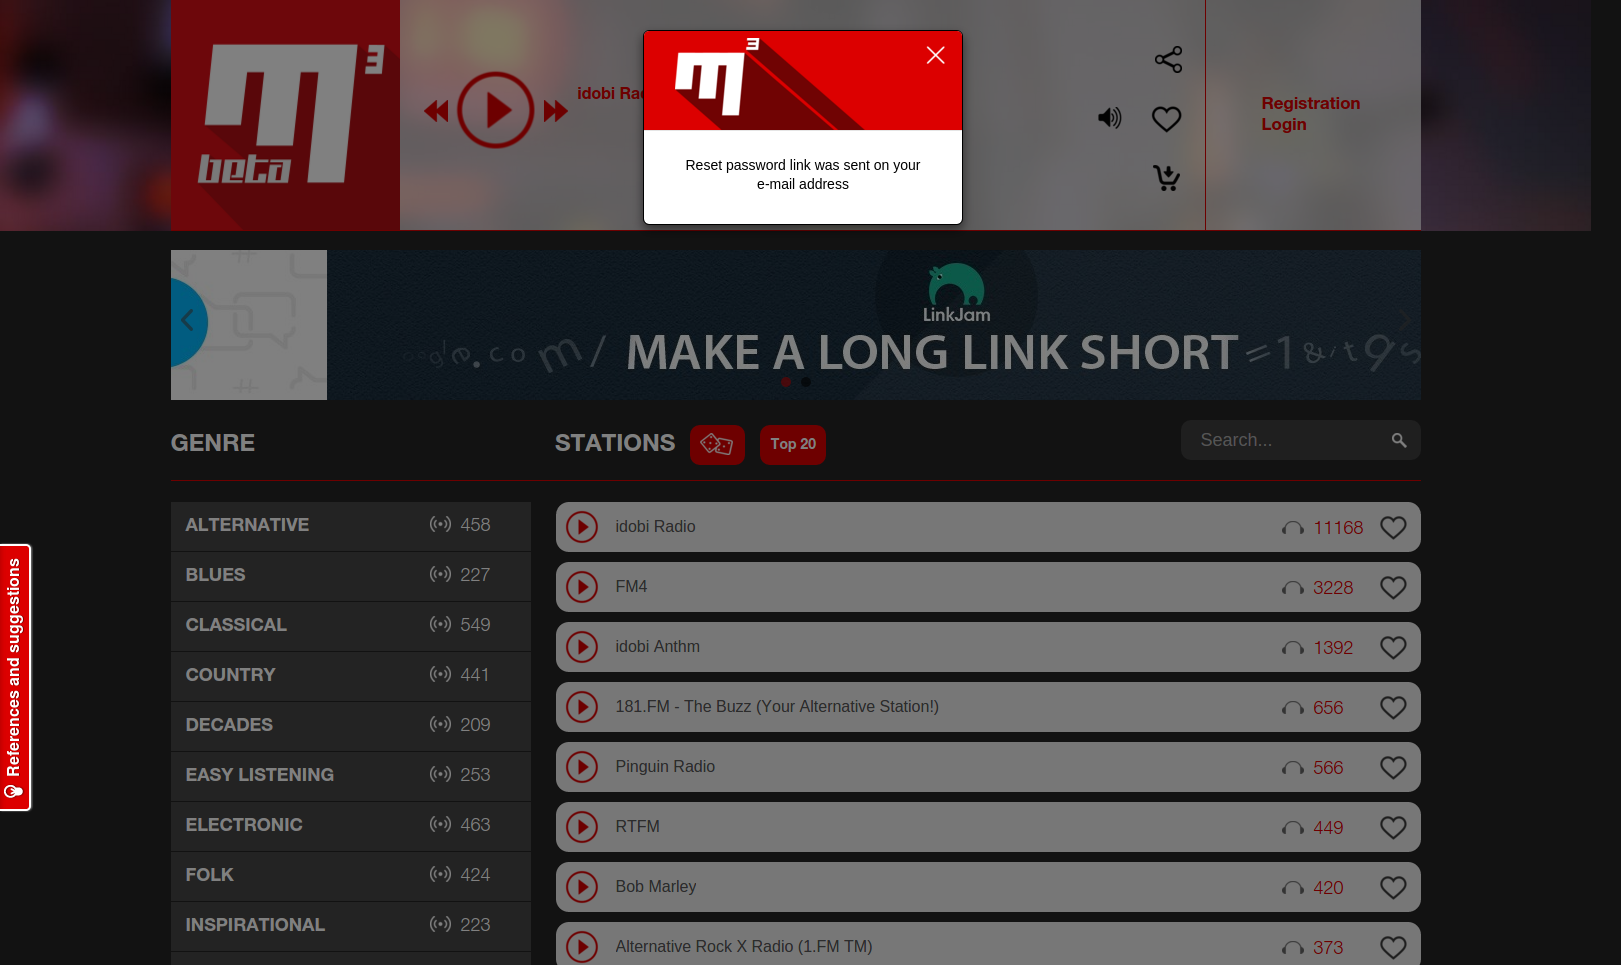 m3
beta
idobi Ra
Registration
Login
m3
Reset password link was sent on your
e-mail address
LinkJam
MAKE A LONG LINK SHORT
GENRE
STATIONS
Top 20
Search...
ALTERNATIVE 458
BLUES 227
CLASSICAL 549
COUNTRY 441
DECADES 209
EASY LISTENING 253
ELECTRONIC 463
FOLK 424
INSPIRATIONAL 223
idobi Radio 11168
FM4 3228
idobi Anthm 1392
181.FM - The Buzz (Your Alternative Station!) 656
Pinguin Radio 566
RTFM 449
Bob Marley 420
Alternative Rock X Radio (1.FM TM) 373
References and suggestions